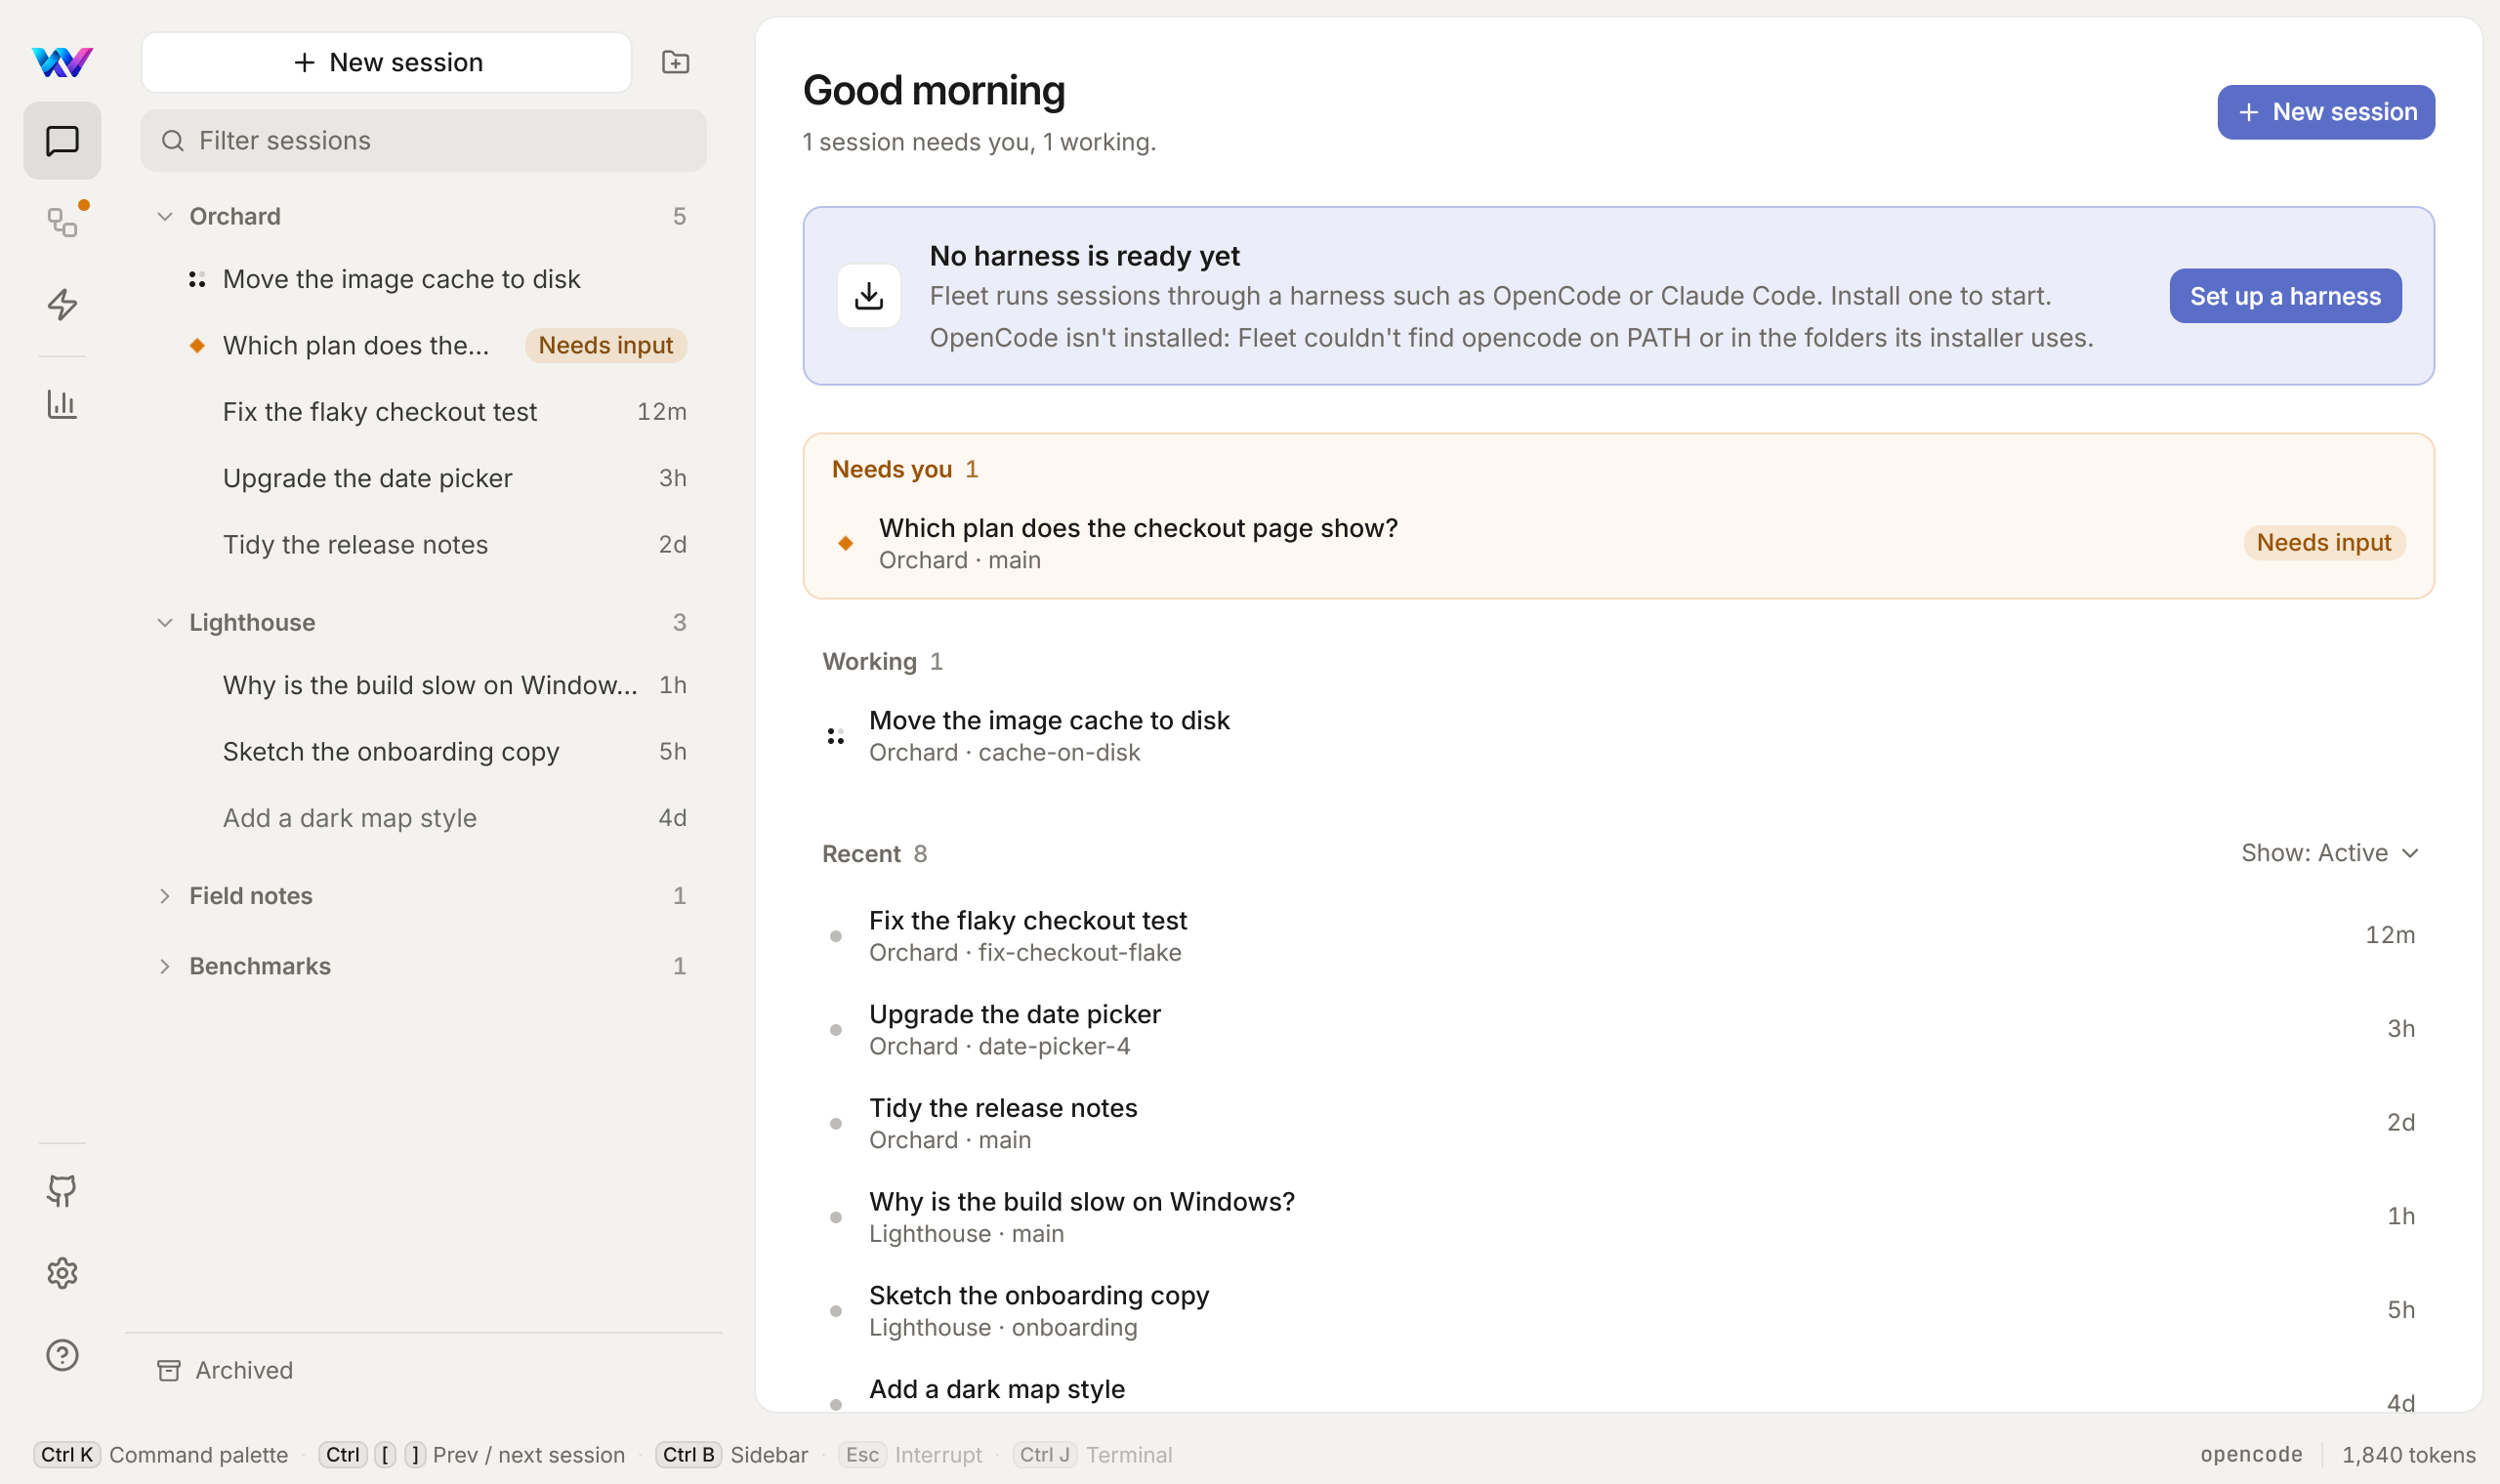 New session
Filter sessions
Orchard 5
Move the image cache to disk
Which plan does the... Needs input
Fix the flaky checkout test 12m
Upgrade the date picker 3h
Tidy the release notes 2d
Lighthouse 3
Why is the build slow on Window... 1h
Sketch the onboarding copy 5h
Add a dark map style 4d
Field notes 1
Benchmarks 1
Archived
Good morning
1 session needs you, 1 working.
New session
No harness is ready yet
Fleet runs sessions through a harness such as OpenCode or Claude Code. Install one to start.
OpenCode isn't installed: Fleet couldn't find opencode on PATH or in the folders its installer uses.
Set up a harness
Needs you 1
Which plan does the checkout page show?
Orchard · main
Needs input
Working 1
Move the image cache to disk
Orchard · cache-on-disk
Recent 8
Show: Active
Fix the flaky checkout test
Orchard · fix-checkout-flake
12m
Upgrade the date picker
Orchard · date-picker-4
3h
Tidy the release notes
Orchard · main
2d
Why is the build slow on Windows?
Lighthouse · main
1h
Sketch the onboarding copy
Lighthouse · onboarding
5h
Add a dark map style
4d
Ctrl K Command palette · Ctrl [ ] Prev / next session · Ctrl B Sidebar · Esc Interrupt · Ctrl J Terminal
opencode 1,840 tokens